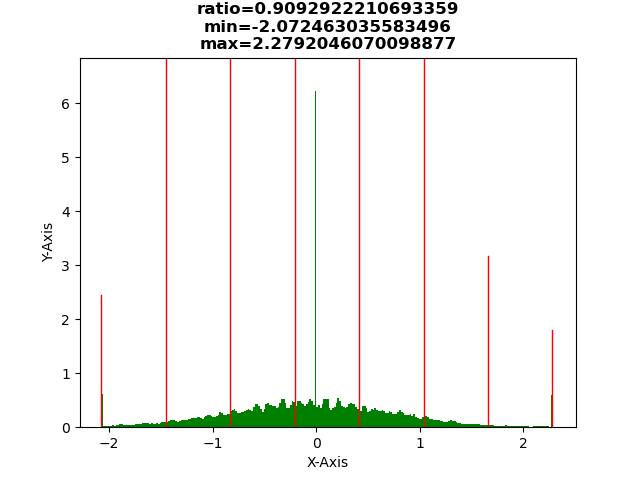 ratio=0.9092922210693359
min=-2.072463035583496
max=2.2792046070098877
Y-Axis
6
5
4
3
2
1
0
−2
−1
0
1
2
X-Axis